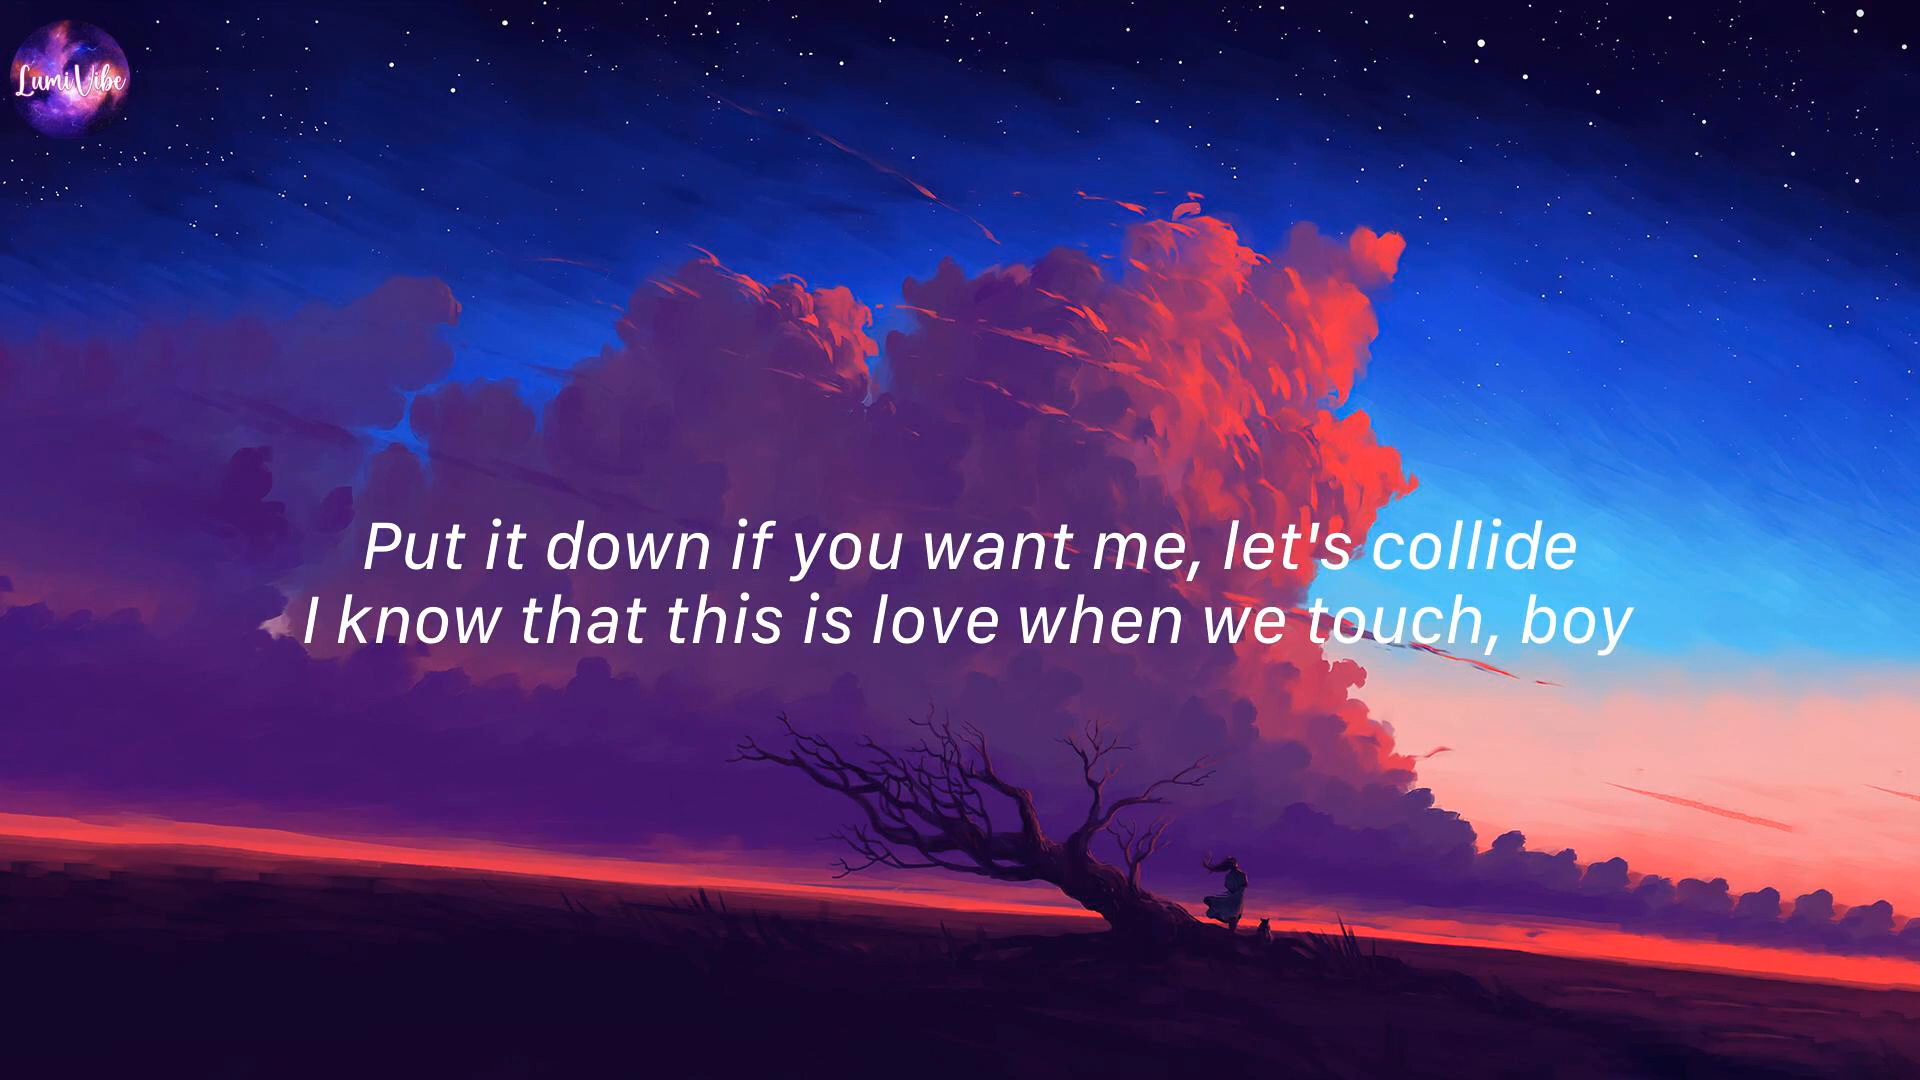 LumiVibe
Put it down if you want me, let's collide
I know that this is love when we touch, boy